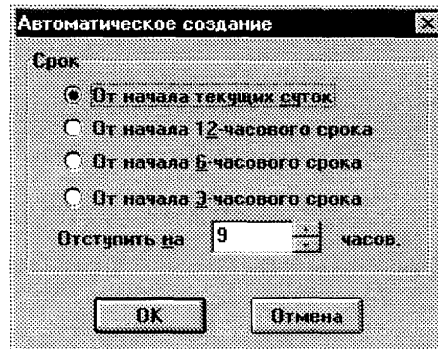 Автоматическое создание
Срок
От начала текущих суток
От начала 12-часового срока
От начала 6-часового срока
От начала 3-часового срока
Отступить на 9 часов.
OK Отмена